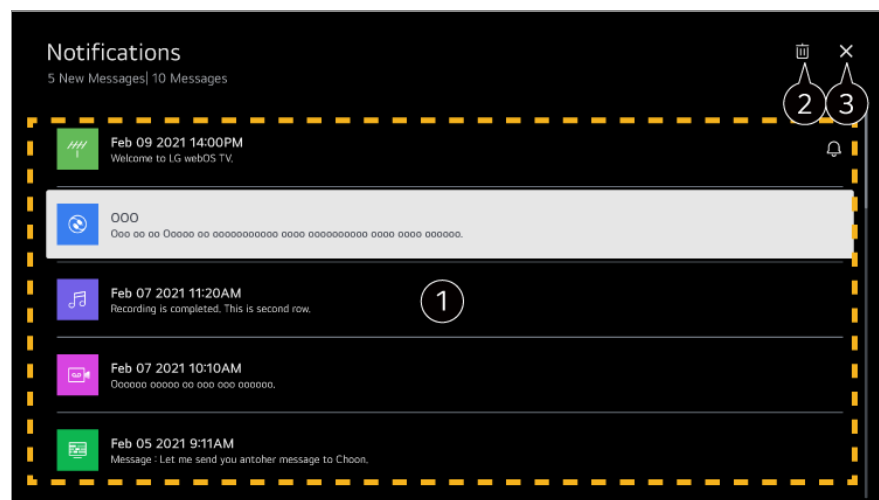 Notifications
5 New Messages| 10 Messages
2 3
Feb 09 2021 14:00PM
Welcome to LG webOS TV.
OOO
Ooo oo oo Ooooo oo ooooooooooo oooo oooooooooo oooo oooo oooooo.
Feb 07 2021 11:20AM
Recording is completed. This is second row.
1
Feb 07 2021 10:10AM
Oooooo ooooo oo ooo ooo oooooo.
Feb 05 2021 9:11AM
Message : Let me send you antoher message to Choon.